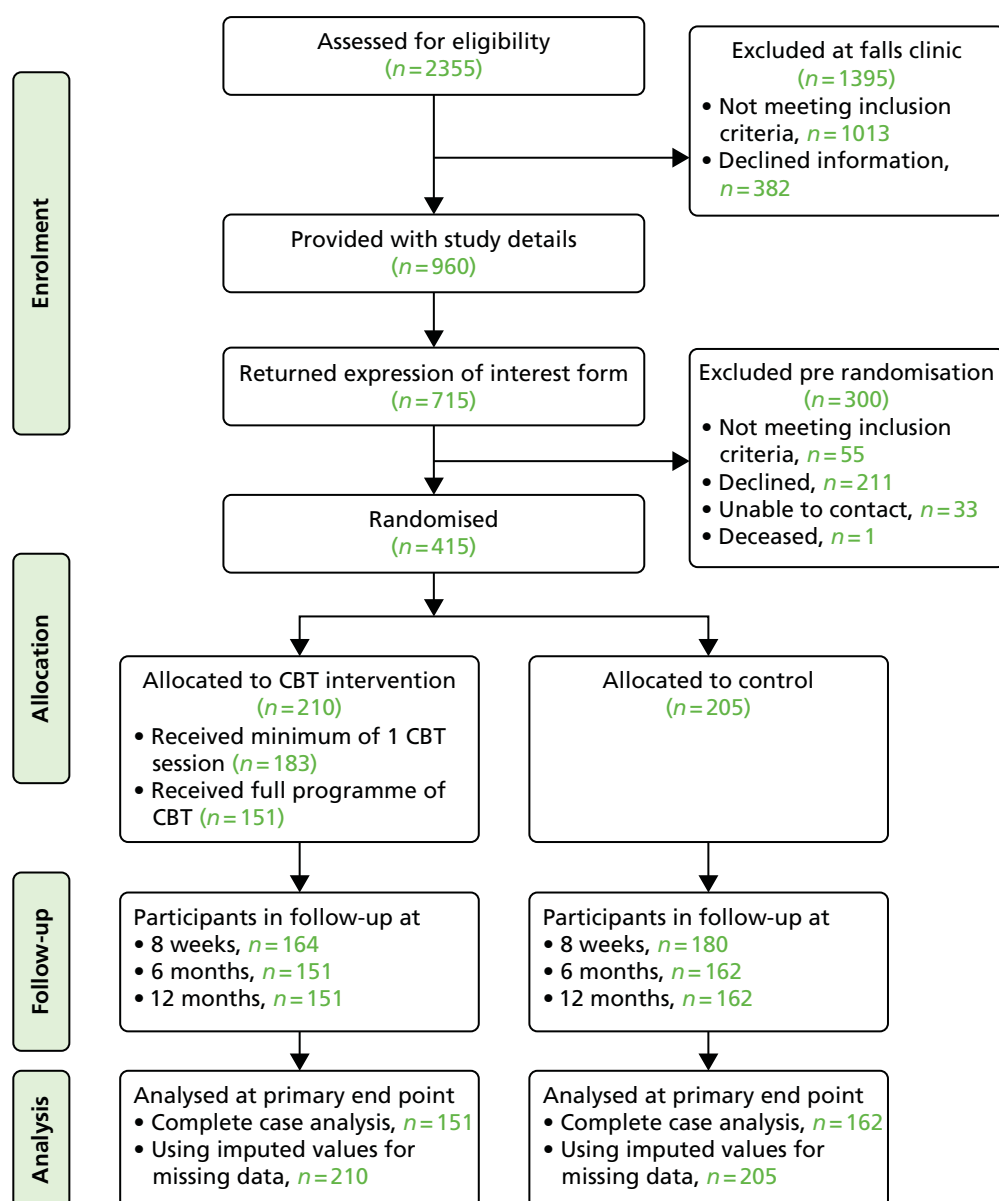 Enrolment
Assessed for eligibility
(n=2355)
Excluded at falls clinic
(n=1395)
• Not meeting inclusion
criteria, n=1013
• Declined information,
n=382
Provided with study details
(n=960)
Returned expression of interest form
(n=715)
Excluded pre randomisation
(n=300)
• Not meeting inclusion
criteria, n=55
• Declined, n=211
• Unable to contact, n=33
• Deceased, n=1
Randomised
(n=415)
Allocation
Allocated to CBT intervention
(n=210)
• Received minimum of 1 CBT
session (n=183)
• Received full programme of
CBT (n=151)
Allocated to control
(n=205)
Follow-up
Participants in follow-up at
• 8 weeks, n=164
• 6 months, n=151
• 12 months, n=151
Participants in follow-up at
• 8 weeks, n=180
• 6 months, n=162
• 12 months, n=162
Analysis
Analysed at primary end point
• Complete case analysis, n=151
• Using imputed values for
missing data, n=210
Analysed at primary end point
• Complete case analysis, n=162
• Using imputed values for
missing data, n=205